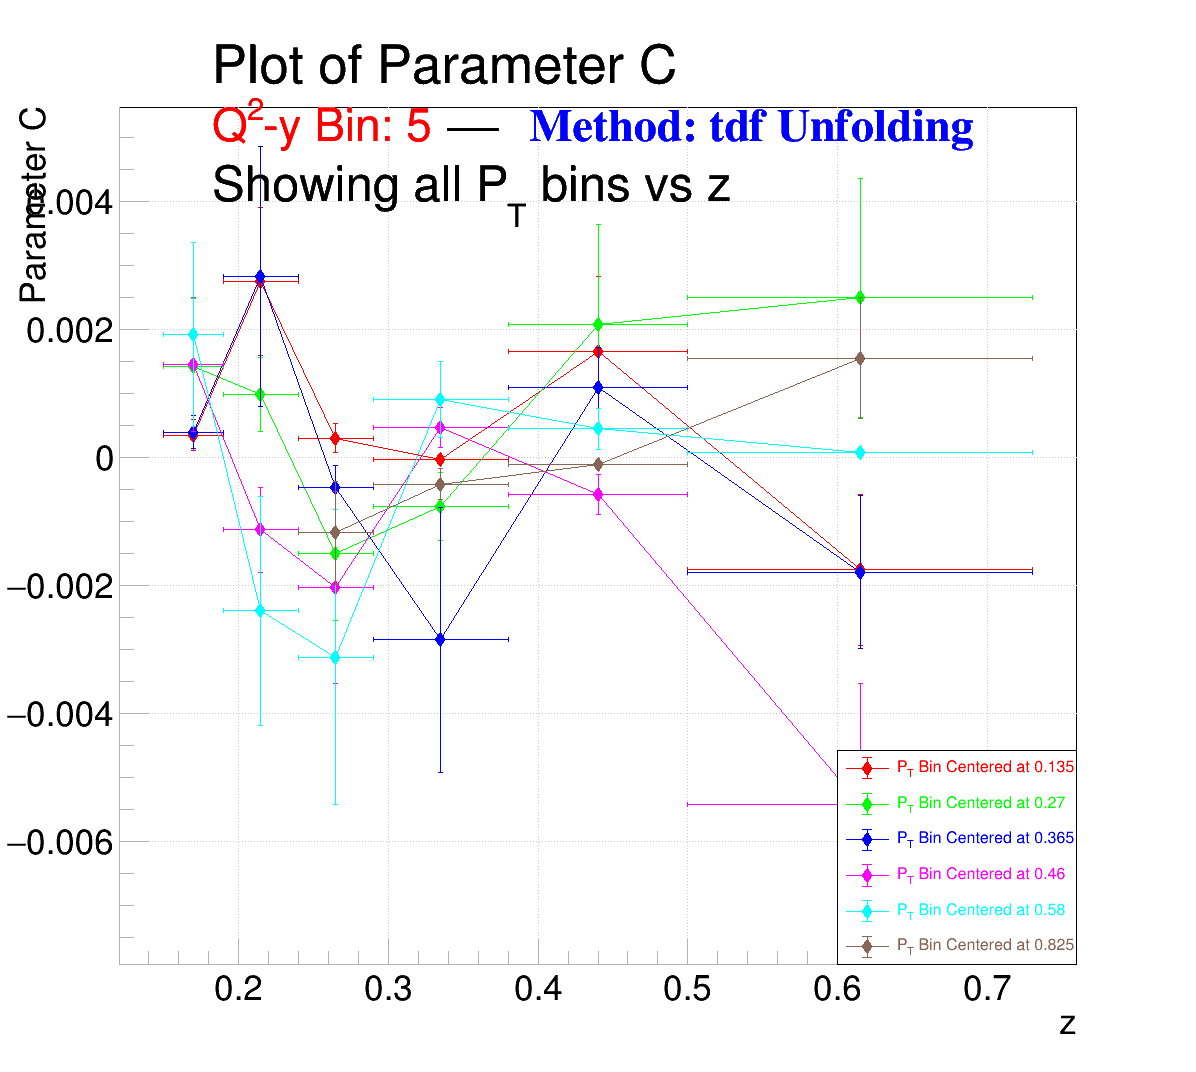 Plot of Parameter C
Q2-y Bin: 5 — Method: tdf Unfolding
Showing all PT bins vs z
Parameter C
0.004
0.002
0
−0.002
−0.004
−0.006
0.2 0.3 0.4 0.5 0.6 0.7
z
PT Bin Centered at 0.135
PT Bin Centered at 0.27
PT Bin Centered at 0.365
PT Bin Centered at 0.46
PT Bin Centered at 0.58
PT Bin Centered at 0.825